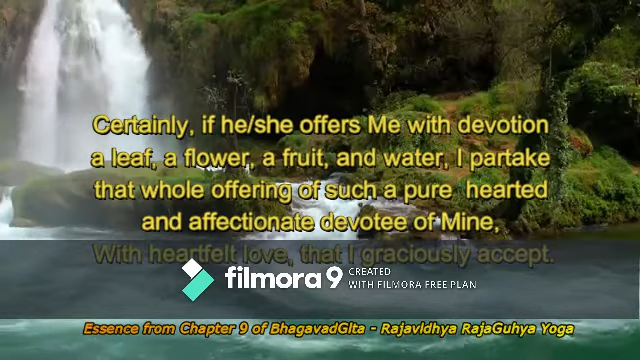 Certainly, if he/she offers Me with devotion
a leaf, a flower, a fruit, and water, I partake
that whole offering of such a pure hearted
and affectionate devotee of Mine,
With heartfelt love, that I graciously accept.
filmora 9 CREATED
WITH FILMORA FREE PLAN
Essence from Chapter 9 of BhagavadGIta - Rajavidhya RajaGuhya Yoga